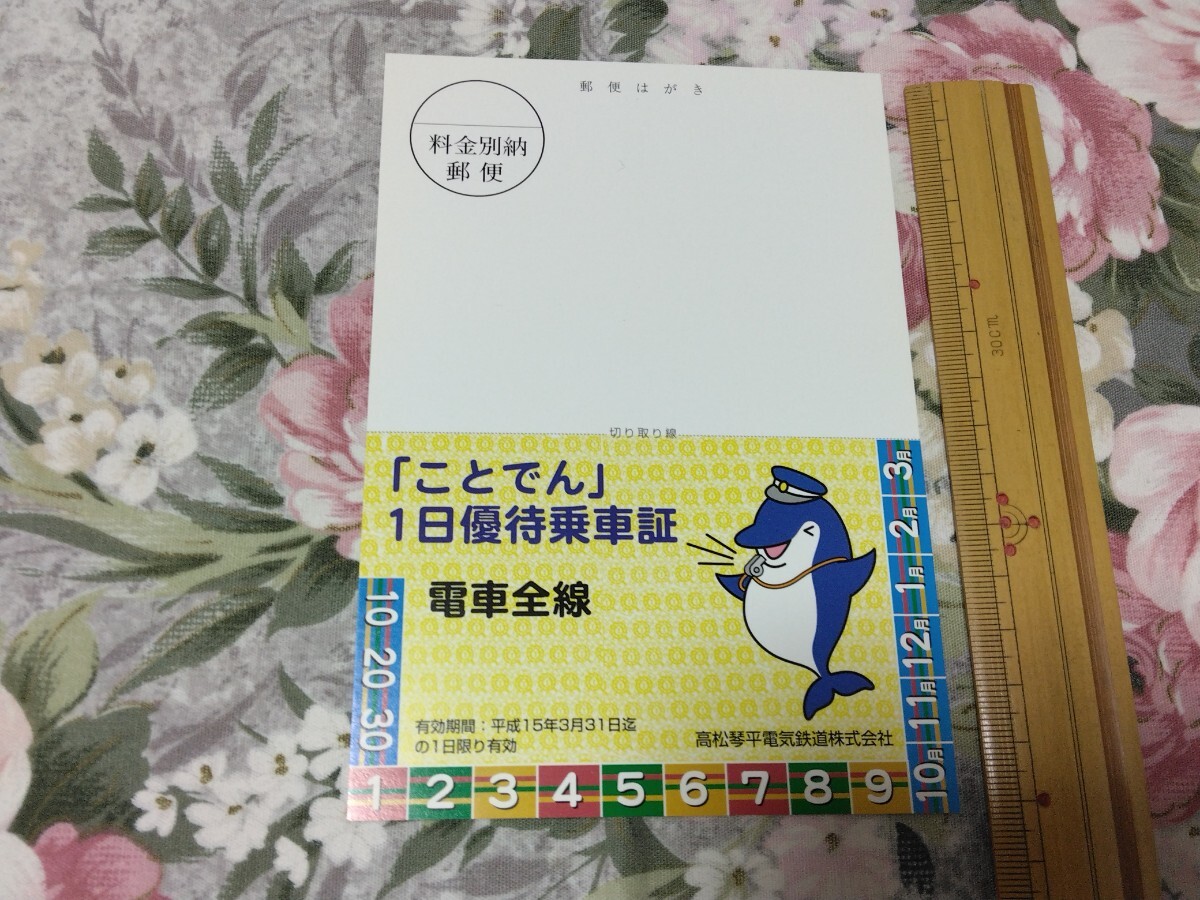 郵便はがき
料金別納
郵便
切り取り線
「ことでん」
1日優待乗車証
電車全線
有効期間：平成15年3月31日迄
の1日限り有効
高松琴平電気鉄道株式会社
10 20 30
1 2 3 4 5 6 7 8 9
3月
2月
1月
12月
11月
10月
30cm